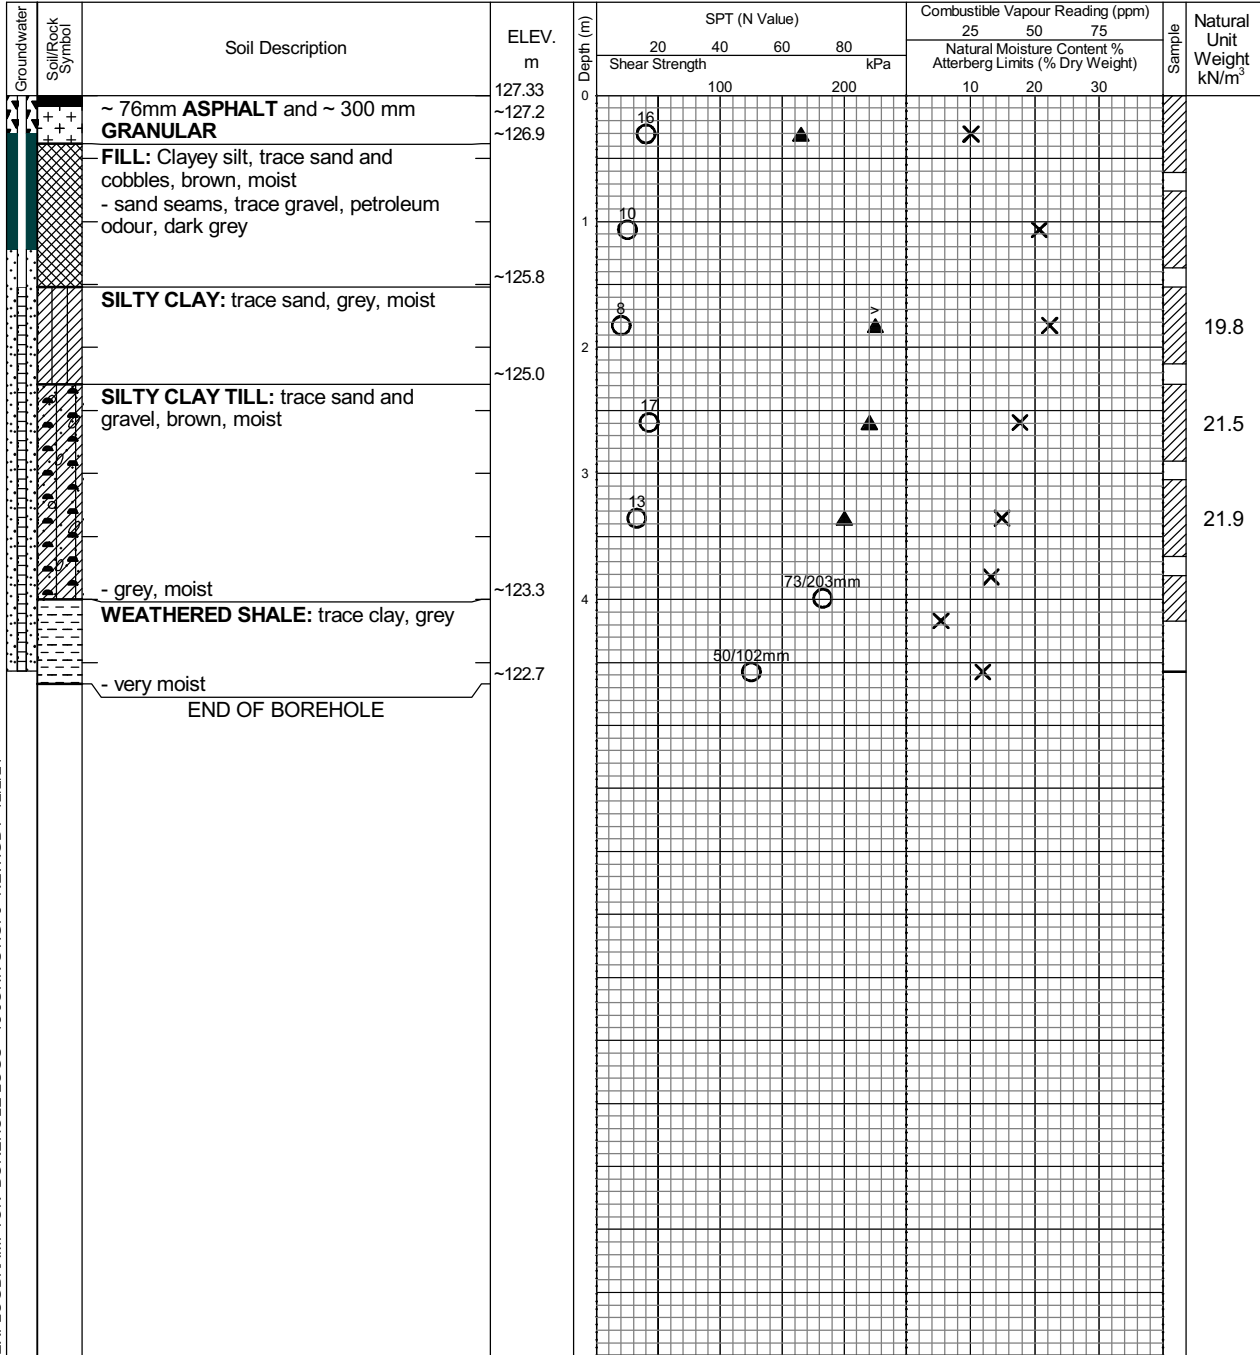 Groundwater
Soil/Rock
Symbol
Soil Description
ELEV.
m
127.33
Depth (m)
0
SPT (N Value)
20 40 60 80
Shear Strength kPa
100 200
Combustible Vapour Reading (ppm)
25 50 75
Natural Moisture Content %
Atterberg Limits (% Dry Weight)
10 20 30
Sample
Natural
Unit
Weight
kN/m³
~ 76mm ASPHALT and ~ 300 mm
GRANULAR
~127.2
~126.9
16
FILL: Clayey silt, trace sand and
cobbles, brown, moist
- sand seams, trace gravel, petroleum
odour, dark grey
1
10
~125.8
SILTY CLAY: trace sand, grey, moist
8
>
19.8
2
~125.0
SILTY CLAY TILL: trace sand and
gravel, brown, moist
17
21.5
3
13
21.9
- grey, moist
~123.3
73/203mm
4
WEATHERED SHALE: trace clay, grey
50/102mm
- very moist
~122.7
END OF BOREHOLE